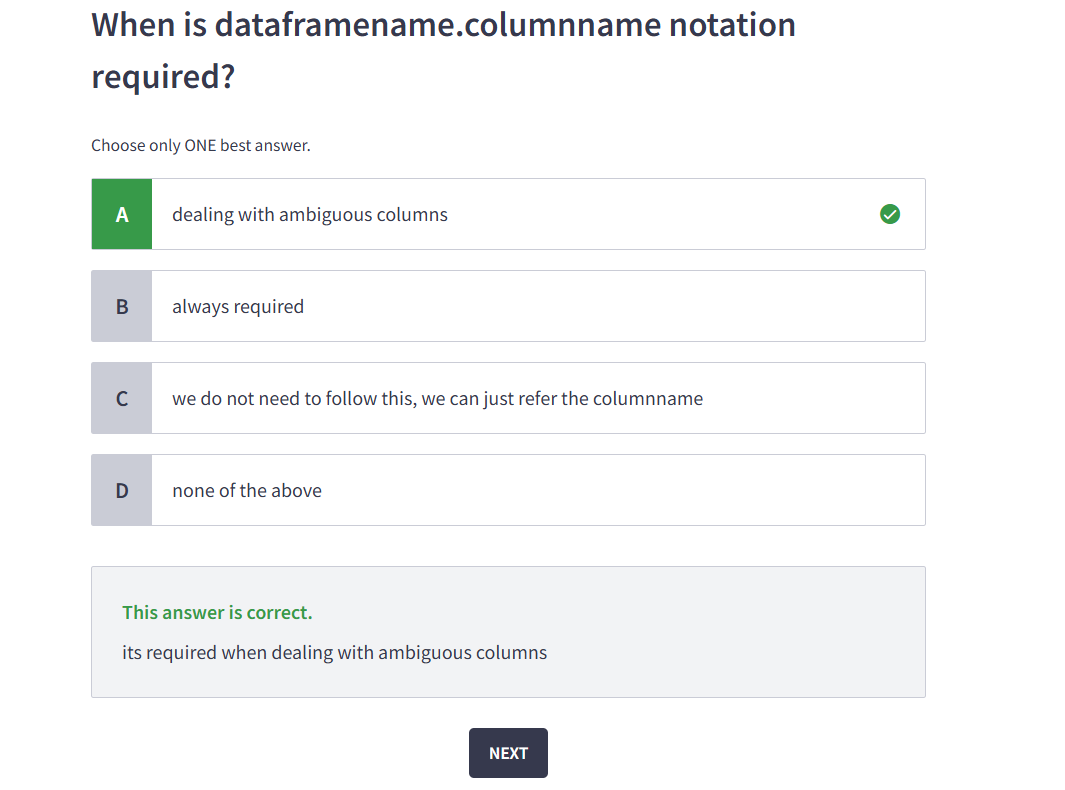 When is dataframename.columnname notation
required?
Choose only ONE best answer.
A dealing with ambiguous columns
B always required
C we do not need to follow this, we can just refer the columnname
D none of the above
This answer is correct.
its required when dealing with ambiguous columns
NEXT